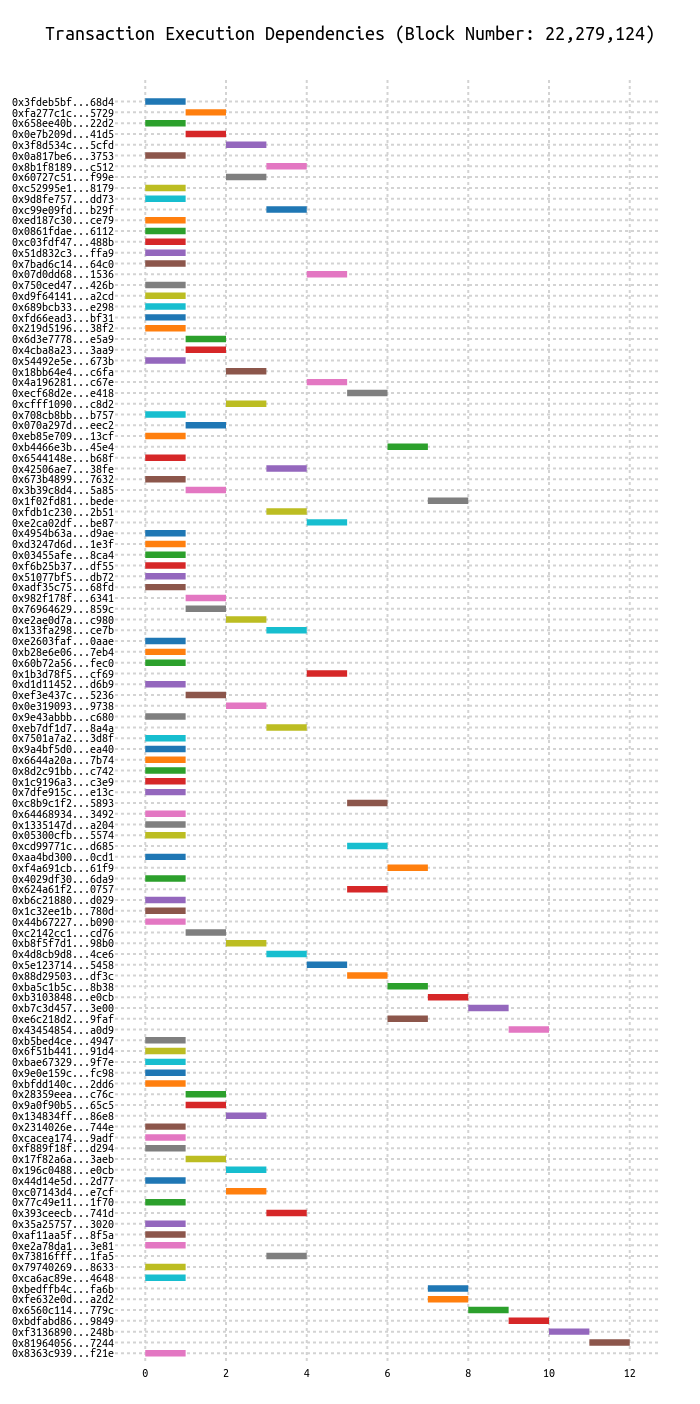 Transaction Execution Dependencies (Block Number: 22,279,124)
0x3fdeb5bf...68d4
0xfa277c1c...5729
0x658ee40b...22d2
0x0e7b209d...41d5
0x3f8d534c...5cfd
0x0a817be6...3753
0x8b1f8189...c512
0x60727c51...f99e
0xc52995e1...8179
0x9d8fe757...dd73
0xc99e09fd...b29f
0xed187c30...ce79
0x0861fdae...6112
0xc03fdf47...488b
0x51d832c3...ffa9
0x7bad6c14...64c0
0x07d0dd68...1536
0x750ced47...426b
0xd9f64141...a2cd
0x689bcb33...e298
0xfd66ead3...bf31
0x219d5196...38f2
0x6d3e7778...e5a9
0x4cba8a23...3aa9
0x54492e5e...673b
0x18bb64e4...c6fa
0x4a196281...c67e
0xecf68d2e...e418
0xcfff1090...c8d2
0x708cb8bb...b757
0x070a297d...eec2
0xeb85e709...13cf
0xb4466e3b...45e4
0x6544148e...b68f
0x42506ae7...38fe
0x673b4899...7632
0x3b39c8d4...5a85
0x1f02fd81...bede
0xfdb1c230...2b51
0xe2ca02df...be87
0x4954b63a...d9ae
0xd3247d6d...1e3f
0x03455afe...8ca4
0xf6b25b37...df55
0x51077bf5...db72
0xadf35c75...68fd
0x982f178f...6341
0x76964629...859c
0xe2ae0d7a...c980
0x133fa298...ce7b
0xe2603faf...0aae
0xb28e6e06...7eb4
0x60b72a56...fec0
0x1b3d78f5...cf69
0xd1d11452...d6b9
0xef3e437c...5236
0x0e319093...9738
0x9e43abbb...c680
0xeb7df1d7...8a4a
0x7501a7a2...3d8f
0x9a4bf5d0...ea40
0x6644a20a...7b74
0x8d2c91bb...c742
0x1c9196a3...c3e9
0x7dfe915c...e13c
0xc8b9c1f2...5893
0x64468934...3492
0x1335147d...a204
0x05300cfb...5574
0xcd99771c...d685
0xaa4bd300...0cd1
0xf4a691cb...61f9
0x4029df30...6da9
0x624a61f2...0757
0xb6c21880...d029
0x1c32ee1b...780d
0x44b67227...b090
0xc2142cc1...cd76
0xb8f5f7d1...98b0
0x4d8cb9d8...4ce6
0x5e123714...5458
0x88d29503...df3c
0xba5c1b5c...8b38
0xb3103848...e0cb
0xb7c3d457...3e00
0xe6c218d2...9faf
0x43454854...a0d9
0xb5bed4ce...4947
0x6f51b441...91d4
0xbae67329...9f7e
0x9e0e159c...fc98
0xbfdd140c...2dd6
0x28359eea...c76c
0x9a0f90b5...65c5
0x134834ff...86e8
0x2314026e...744e
0xcacea174...9adf
0xf889f18f...d294
0x17f82a6a...3aeb
0x196c0488...e0cb
0x44d14e5d...2d77
0xc07143d4...e7cf
0x77c49e11...1f70
0x393ceecb...741d
0x35a25757...3020
0xaf11aa5f...8f5a
0xe2a78da1...3e81
0x73816fff...1fa5
0x79740269...8633
0xca6ac89e...4648
0xbedffb4c...fa6b
0xfe632e0d...a2d2
0x6560c114...779c
0xbdfabd86...9849
0xf3136890...248b
0x81964056...7244
0x8363c939...f21e
0 2 4 6 8 10 12